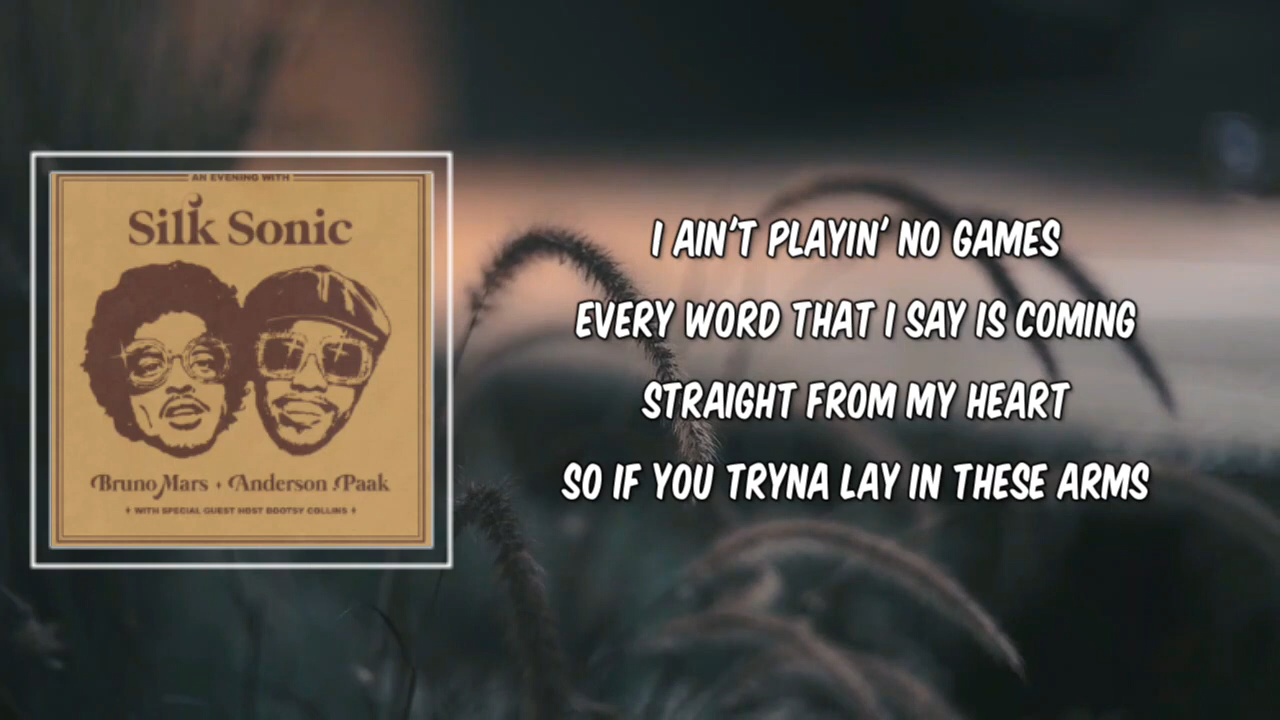 AN EVENING WITH
Silk Sonic
Bruno Mars + Anderson .Paak
WITH SPECIAL GUEST HOST BOOTSY COLLINS
I AIN'T PLAYIN' NO GAMES
EVERY WORD THAT I SAY IS COMING
STRAIGHT FROM MY HEART
SO IF YOU TRYNA LAY IN THESE ARMS